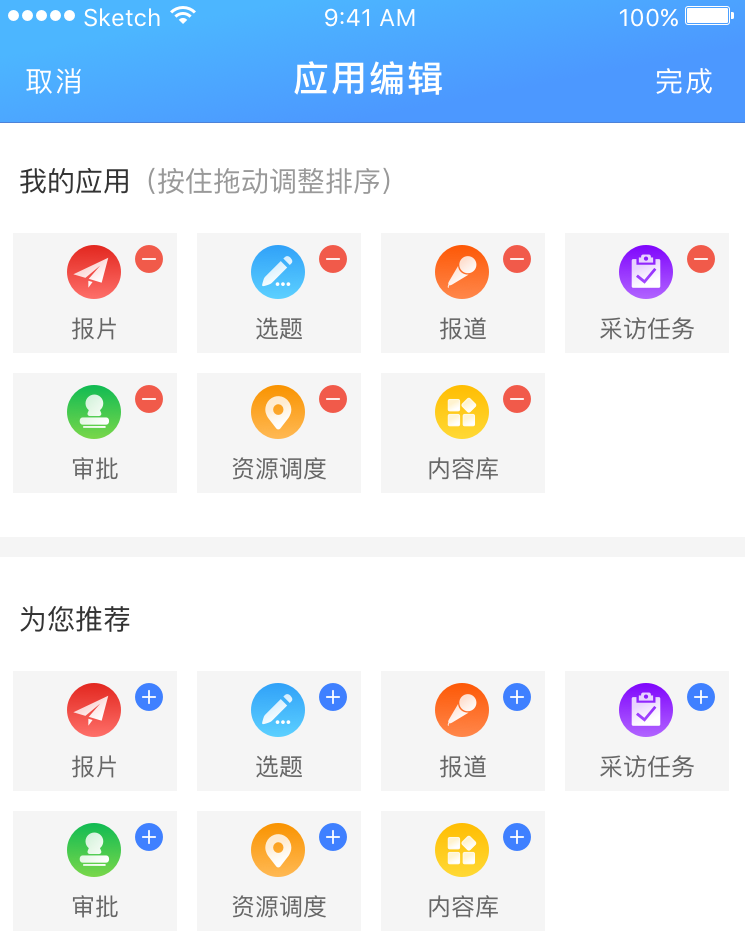 Sketch 9:41 AM 100%
取消 应用编辑 完成
我的应用（按住拖动调整排序）
报片 选题 报道 采访任务
审批 资源调度 内容库
为您推荐
报片 选题 报道 采访任务
审批 资源调度 内容库